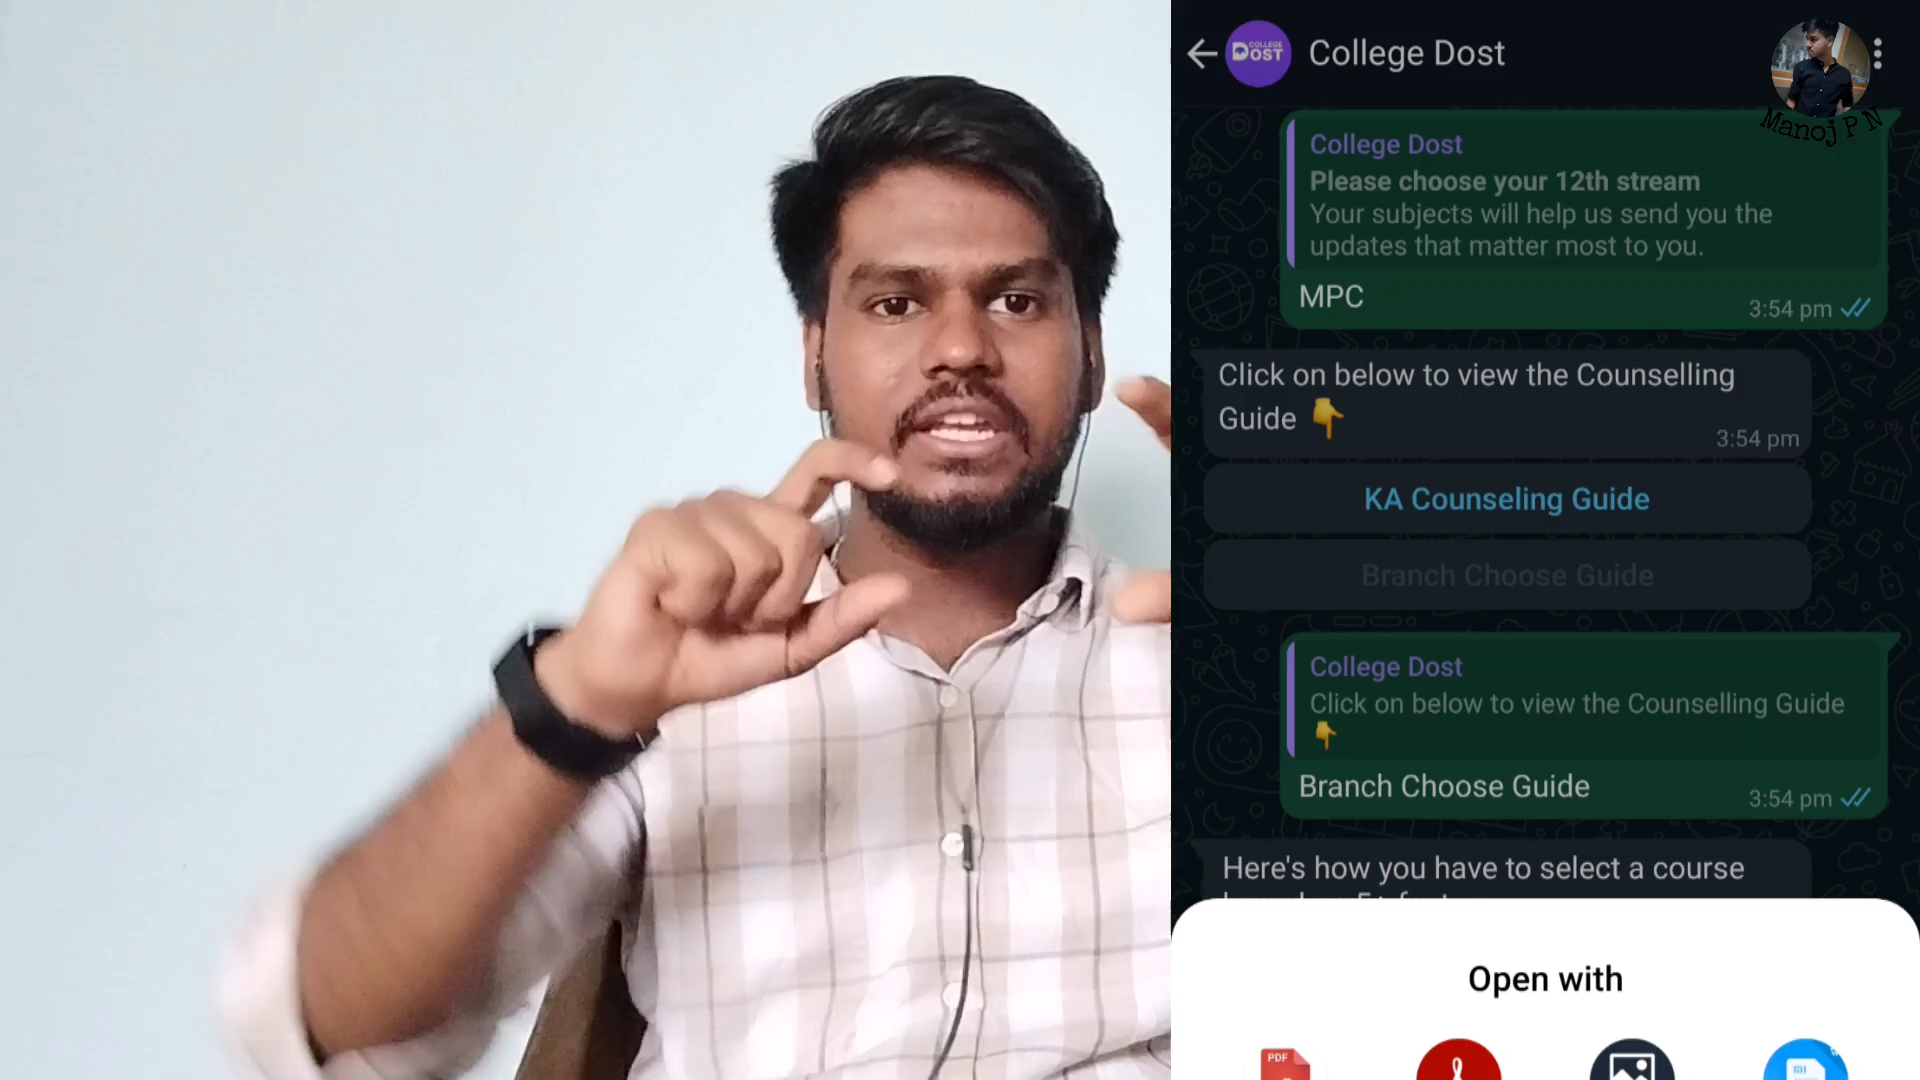 COLLEGE
DOST
College Dost
Manoj P N
College Dost
Please choose your 12th stream
Your subjects will help us send you the
updates that matter most to you.
MPC
3:54 pm
Click on below to view the Counselling
Guide 👇
3:54 pm
KA Counseling Guide
Branch Choose Guide
College Dost
Click on below to view the Counselling Guide
👇
Branch Choose Guide
3:54 pm
Here's how you have to select a course
Open with
PDF
MI